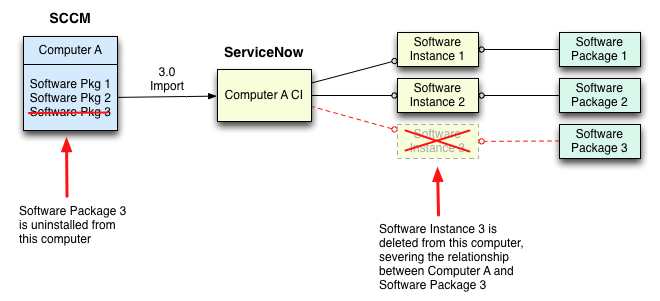 SCCM
Computer A
Software Pkg 1
Software Pkg 2
Software Pkg 3
3.0
Import
ServiceNow
Computer A CI
Software
Instance 1
Software
Instance 2
Software
Instance 3
Software
Package 1
Software
Package 2
Software
Package 3
Software Package 3
is uninstalled from
this computer
Software Instance 3 is
deleted from this computer,
severing the relationship
between Computer A and
Software Package 3